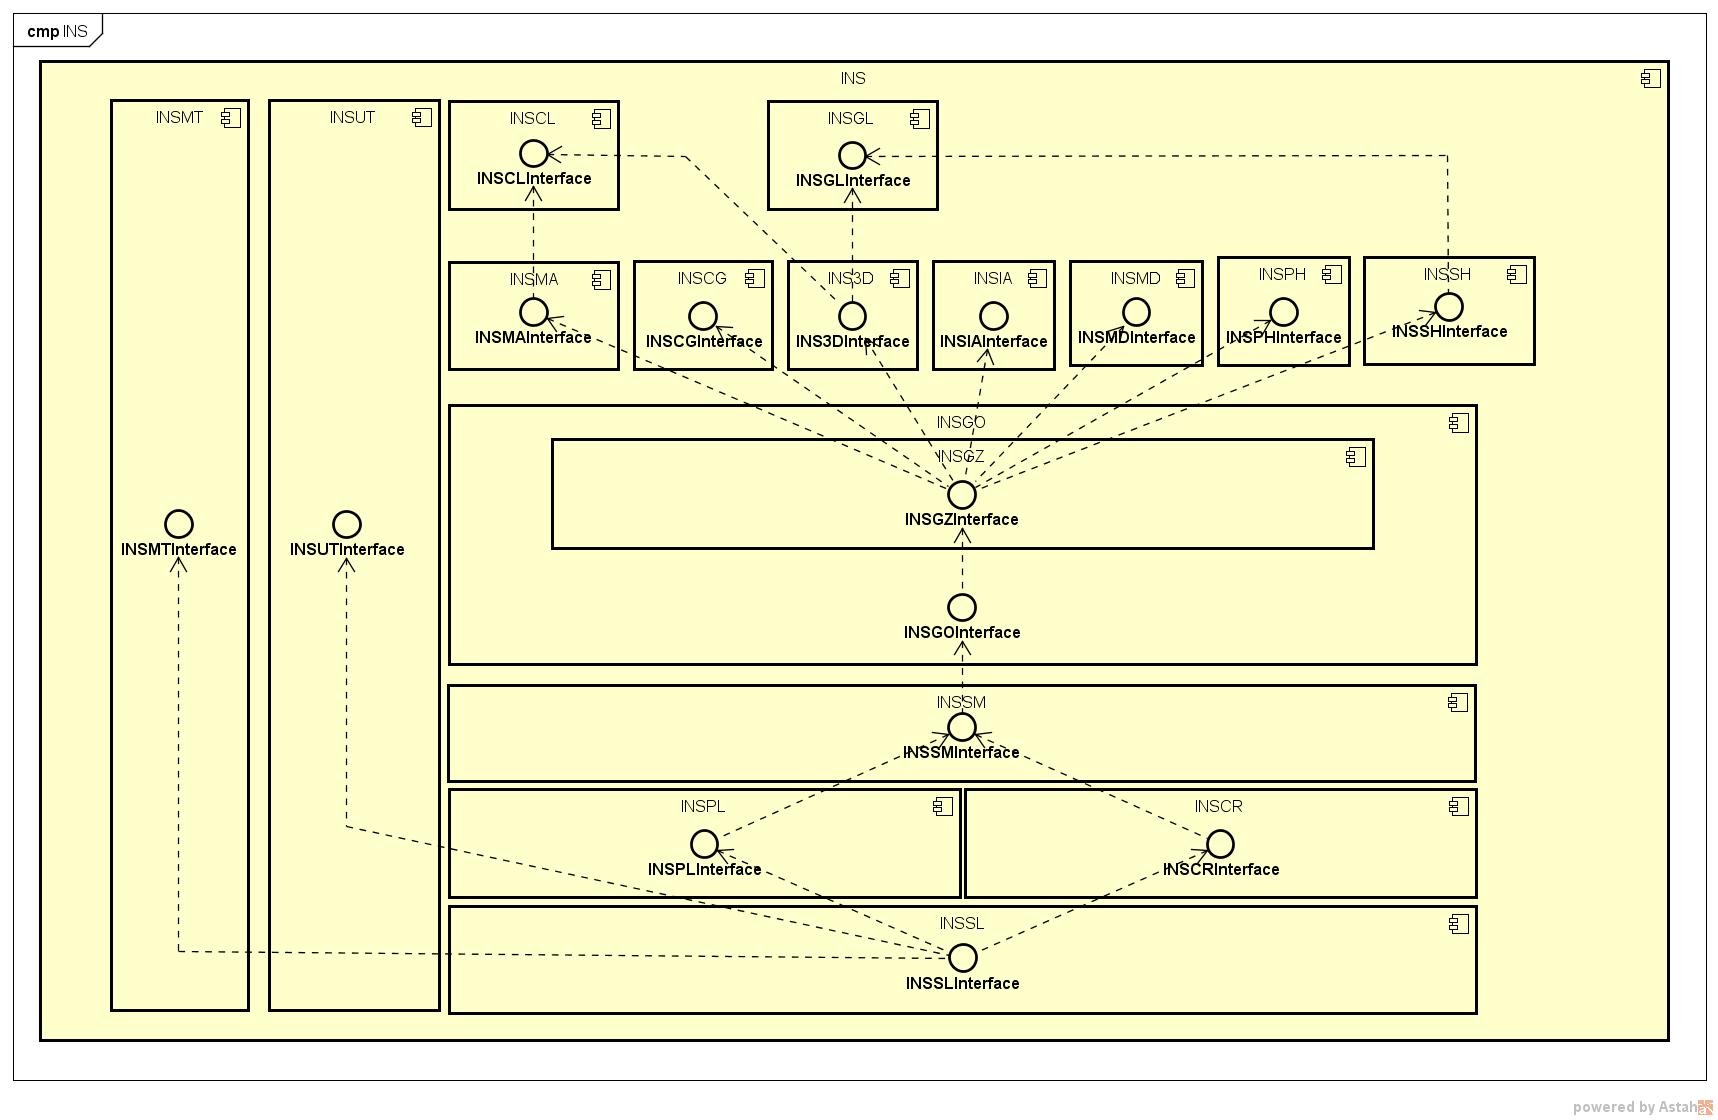 cmp INS
INS
INSMT
INSUT
INSCL
INSGL
INSCLInterface
INSGLInterface
INSMA
INSCG
INS3D
INSIA
INSMD
INSPH
INSSH
INSMAInterface
INSCGInterface
INS3DInterface
INSIAInterface
INSMDInterface
INSPHInterface
INSSHInterface
INSGO
INSGZ
INSGZInterface
INSMTInterface
INSUTInterface
INSGOInterface
INSSM
INSSMInterface
INSPL
INSCR
INSPLInterface
INSCRInterface
INSSL
INSSLInterface
powered by Astah